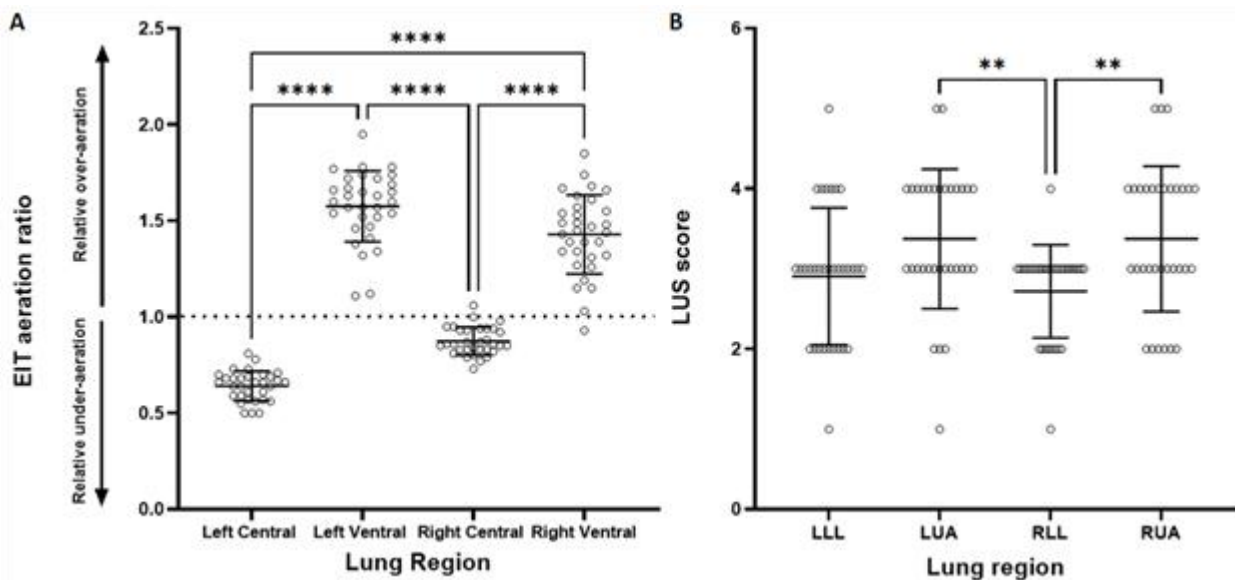 A
EIT aeration ratio
Relative over-aeration
Relative under-aeration
2.5
2.0
1.5
1.0
0.5
0.0
****
**** **** ****
Left Central Left Ventral Right Central Right Ventral
Lung Region
B
LUS score
6
4
2
0
** **
LLL LUA RLL RUA
Lung region